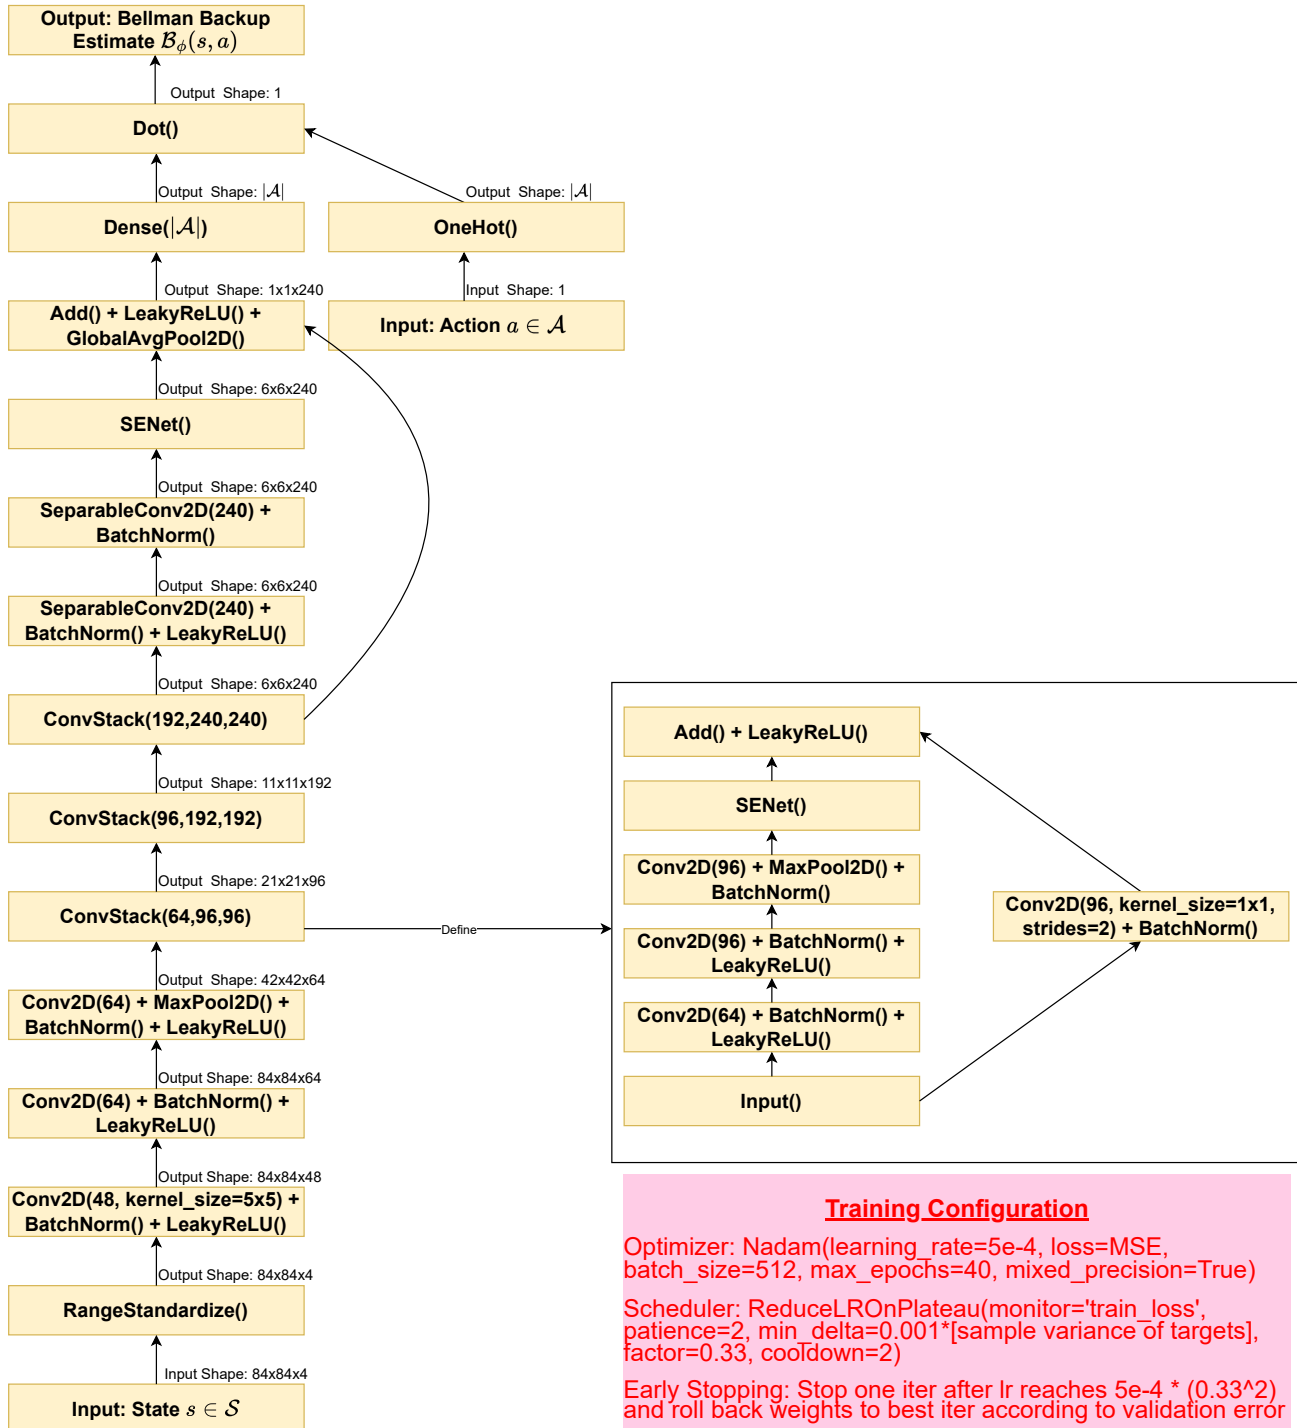 Output: Bellman Backup
Estimate $\mathcal{B}_\phi(s, a)$
Output Shape: 1
Dot()
Output Shape: $|\mathcal{A}|$
Output Shape: $|\mathcal{A}|$
Dense($|\mathcal{A}|$)
OneHot()
Output Shape: 1x1x240
Input Shape: 1
Add() + LeakyReLU() +
GlobalAvgPool2D()
Input: Action $a \in \mathcal{A}$
Output Shape: 6x6x240
SENet()
Output Shape: 6x6x240
SeparableConv2D(240) +
BatchNorm()
Output Shape: 6x6x240
SeparableConv2D(240) +
BatchNorm() + LeakyReLU()
Output Shape: 6x6x240
ConvStack(192,240,240)
Output Shape: 11x11x192
ConvStack(96,192,192)
Output Shape: 21x21x96
ConvStack(64,96,96)
Define
Output Shape: 42x42x64
Conv2D(64) + MaxPool2D() +
BatchNorm() + LeakyReLU()
Output Shape: 84x84x64
Conv2D(64) + BatchNorm() +
LeakyReLU()
Output Shape: 84x84x48
Conv2D(48, kernel_size=5x5) +
BatchNorm() + LeakyReLU()
Output Shape: 84x84x4
RangeStandardize()
Input Shape: 84x84x4
Input: State $s \in \mathcal{S}$
Add() + LeakyReLU()
SENet()
Conv2D(96) + MaxPool2D() +
BatchNorm()
Conv2D(96) + BatchNorm() +
LeakyReLU()
Conv2D(64) + BatchNorm() +
LeakyReLU()
Input()
Conv2D(96, kernel_size=1x1,
strides=2) + BatchNorm()
Training Configuration
Optimizer: Nadam(learning_rate=5e-4, loss=MSE,
batch_size=512, max_epochs=40, mixed_precision=True)
Scheduler: ReduceLROnPlateau(monitor='train_loss',
patience=2, min_delta=0.001*[sample variance of targets],
factor=0.33, cooldown=2)
Early Stopping: Stop one iter after lr reaches 5e-4 * (0.33^2)
and roll back weights to best iter according to validation error